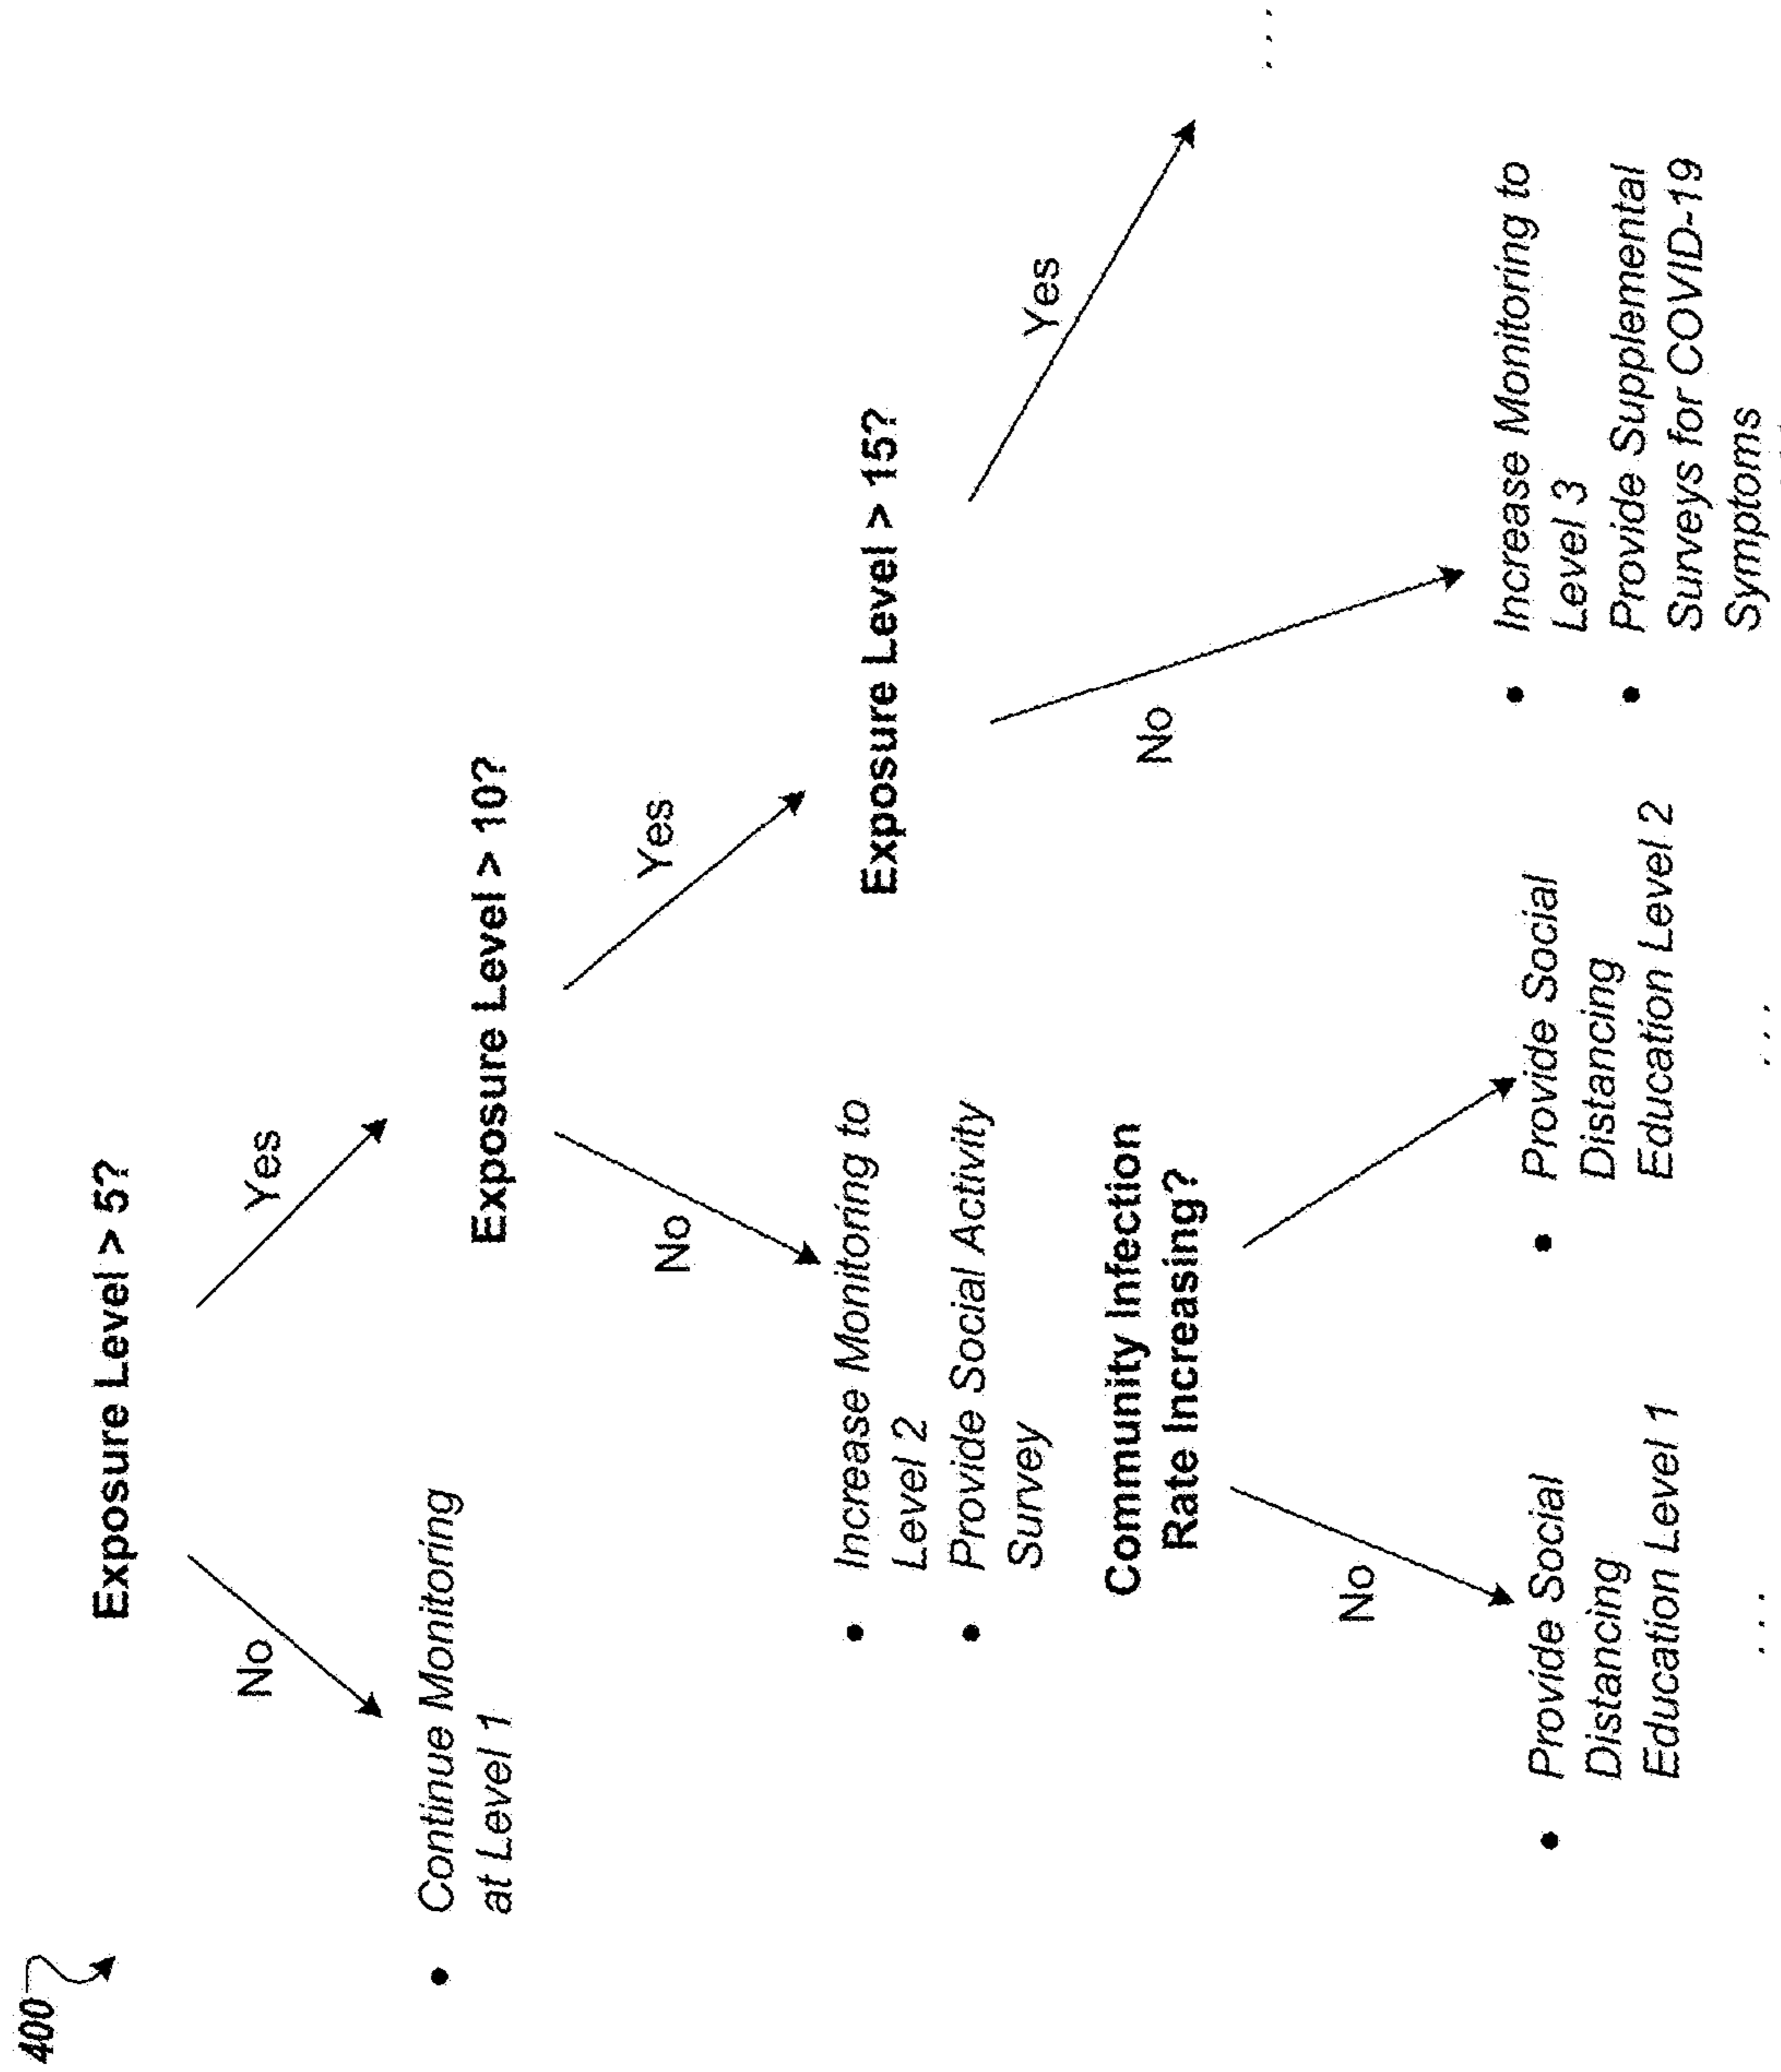 400
Exposure Level > 5?
No
Yes
• Continue Monitoring
at Level 1
Exposure Level > 10?
No
Yes
• Increase Monitoring to
Level 2
• Provide Social Activity
Survey
Exposure Level > 15?
Community Infection
Rate Increasing?
No
No
Yes
• Provide Social
Distancing
Education Level 1
. . .
• Provide Social
Distancing
Education Level 2
. . .
• Increase Monitoring to
Level 3
• Provide Supplemental
Surveys for COVID-19
Symptoms
. . .